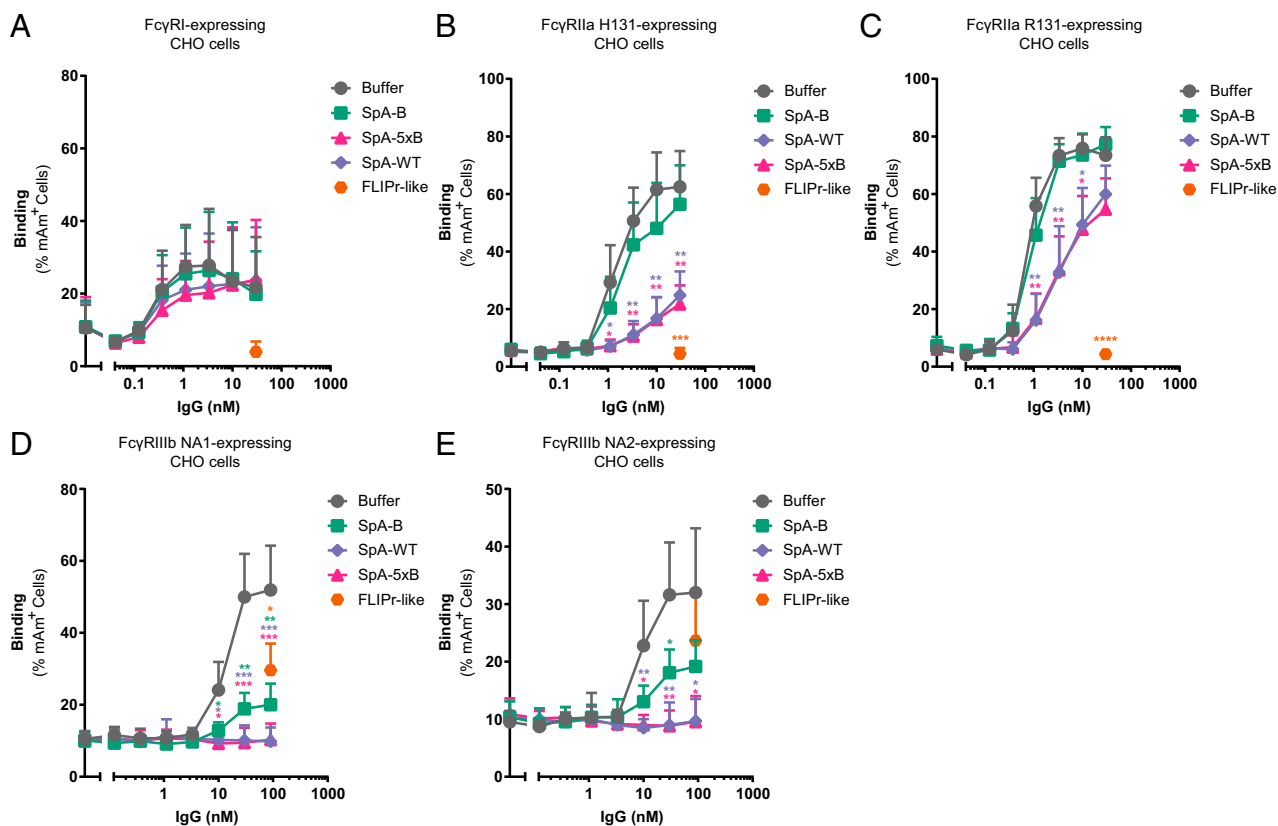 A
FcγRI-expressing
CHO cells
Binding
(% mAm⁺ Cells)
80
60
40
20
0
0.1
1
10
100
1000
IgG (nM)
Buffer
SpA-B
SpA-5xB
SpA-WT
FLIPr-like
B
FcγRIIa H131-expressing
CHO cells
Binding
(% mAm⁺ Cells)
100
80
60
40
20
0
*
*
**
**
**
**
**
**
***
0.1
1
10
100
1000
IgG (nM)
Buffer
SpA-B
SpA-WT
SpA-5xB
FLIPr-like
C
FcγRIIa R131-expressing
CHO cells
Binding
(% mAm⁺ Cells)
100
80
60
40
20
0
**
**
**
**
*
*
****
0.1
1
10
100
1000
IgG (nM)
Buffer
SpA-B
SpA-WT
SpA-5xB
FLIPr-like
D
FcγRIIIb NA1-expressing
CHO cells
Binding
(% mAm⁺ Cells)
80
60
40
20
0
*
*
*
**
***
***
*
**
***
***
1
10
100
1000
IgG (nM)
Buffer
SpA-B
SpA-WT
SpA-5xB
FLIPr-like
E
FcγRIIIb NA2-expressing
CHO cells
Binding
(% mAm⁺ Cells)
50
40
30
20
10
0
**
*
*
**
**
*
*
1
10
100
1000
IgG (nM)
Buffer
SpA-B
SpA-WT
SpA-5xB
FLIPr-like